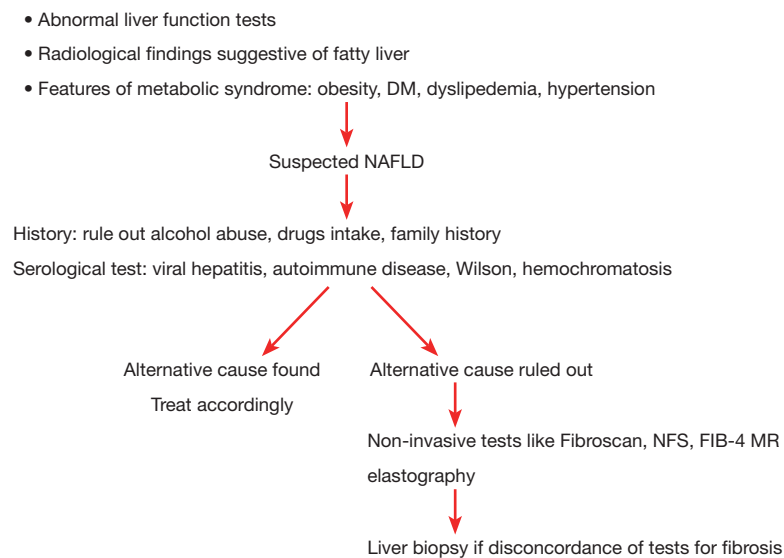 • Abnormal liver function tests
• Radiological findings suggestive of fatty liver
• Features of metabolic syndrome: obesity, DM, dyslipedemia, hypertension
Suspected NAFLD
History: rule out alcohol abuse, drugs intake, family history
Serological test: viral hepatitis, autoimmune disease, Wilson, hemochromatosis
Alternative cause found
Treat accordingly
Alternative cause ruled out
Non-invasive tests like Fibroscan, NFS, FIB-4 MR
elastography
Liver biopsy if disconcordance of tests for fibrosis